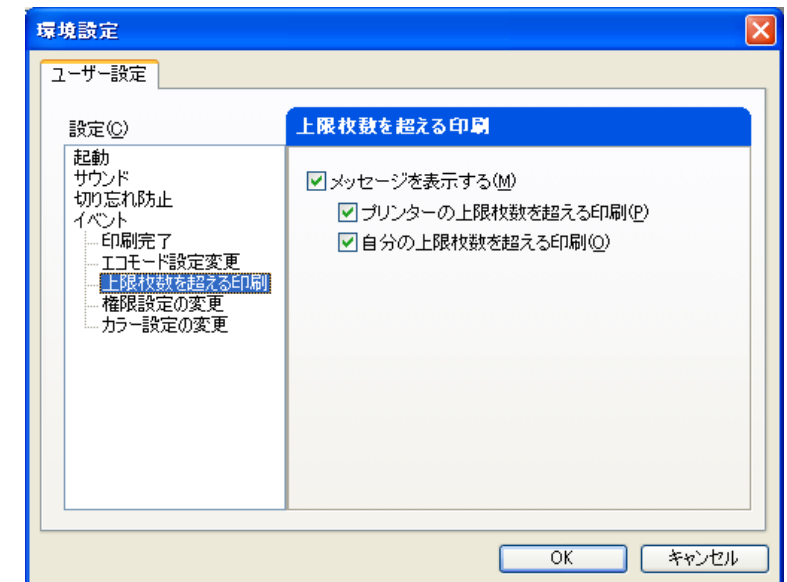 環境設定
ユーザー設定
設定(C)
起動
サウンド
切り忘れ防止
イベント
印刷完了
エコモード設定変更
上限枚数を超える印刷
権限設定の変更
カラー設定の変更
上限枚数を超える印刷
メッセージを表示する(M)
プリンターの上限枚数を超える印刷(P)
自分の上限枚数を超える印刷(O)
OK
キャンセル